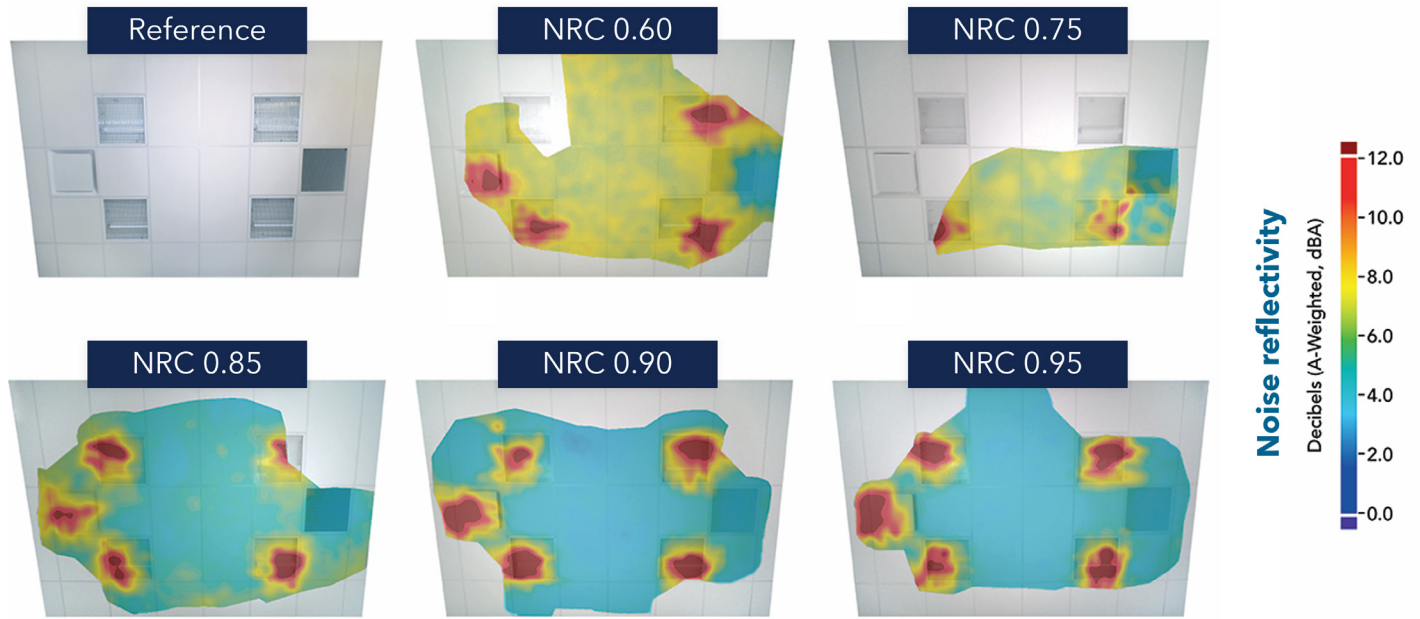 Reference
NRC 0.60
NRC 0.75
NRC 0.85
NRC 0.90
NRC 0.95
Noise reflectivity
Decibels (A-Weighted, dBA)
12.0
10.0
8.0
6.0
4.0
2.0
0.0